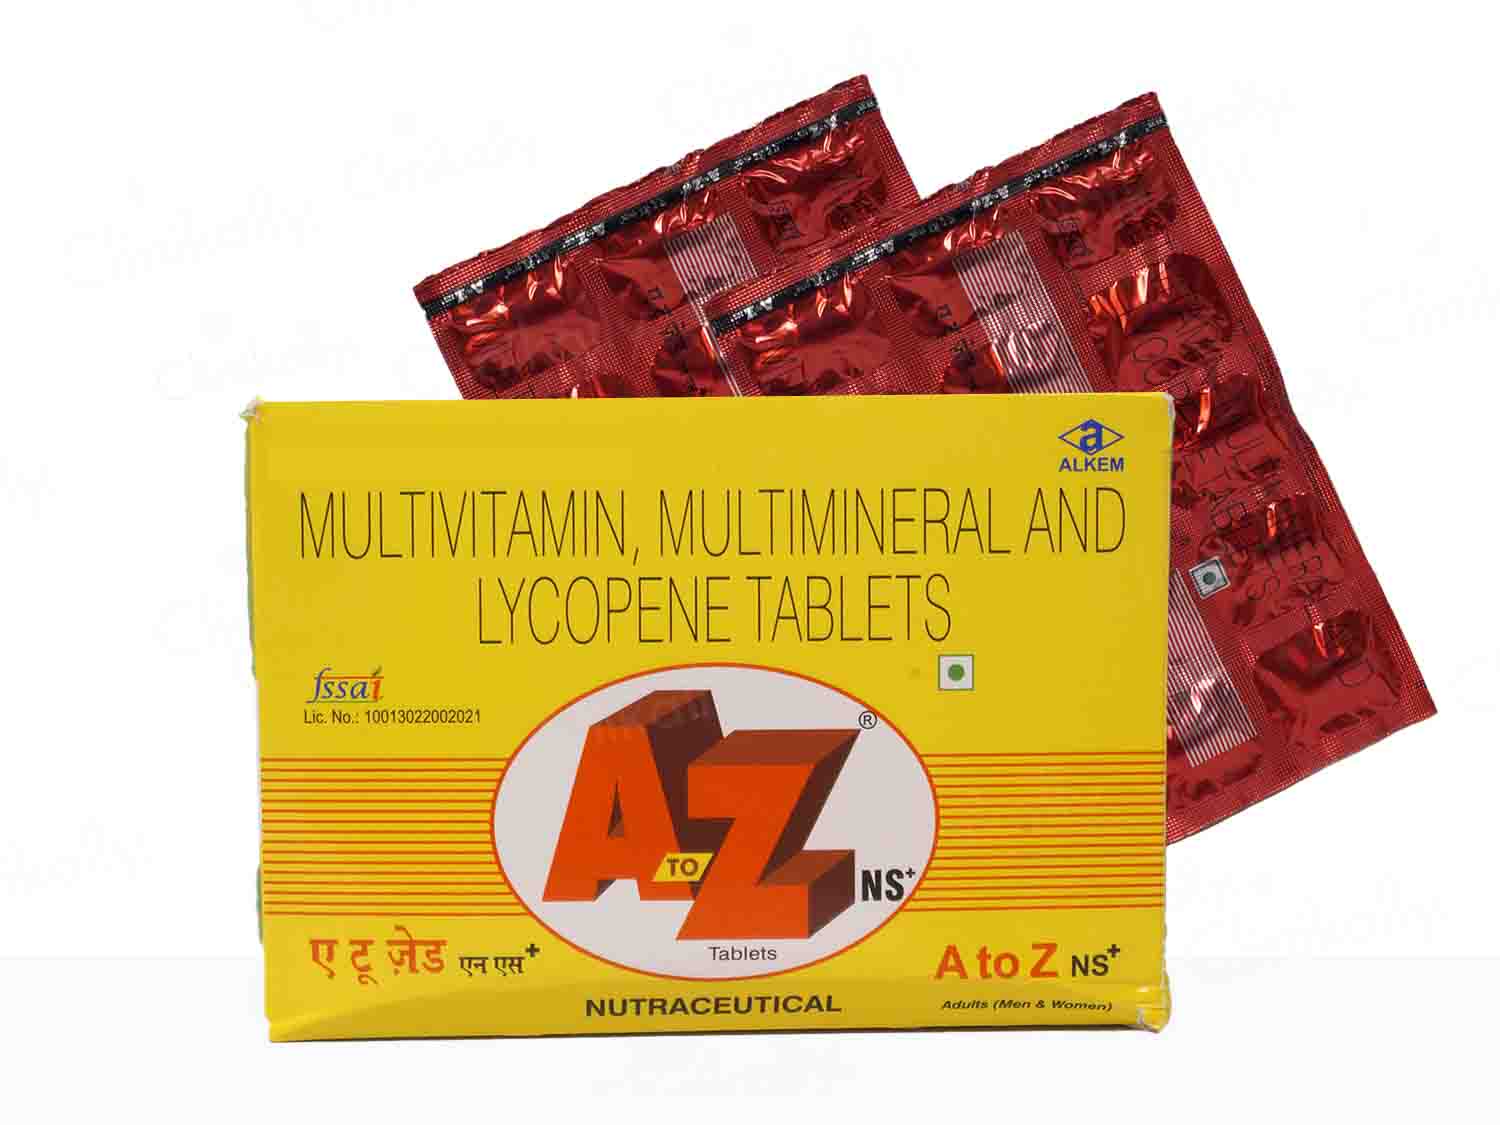 a
ALKEM
MULTIVITAMIN, MULTIMINERAL AND
LYCOPENE TABLETS
fssai
Lic. No.: 10013022002021
A TO Z NS+
®
Tablets
ए टू ज़ेड एन एस+
A to Z NS+
Adults (Men & Women)
NUTRACEUTICAL